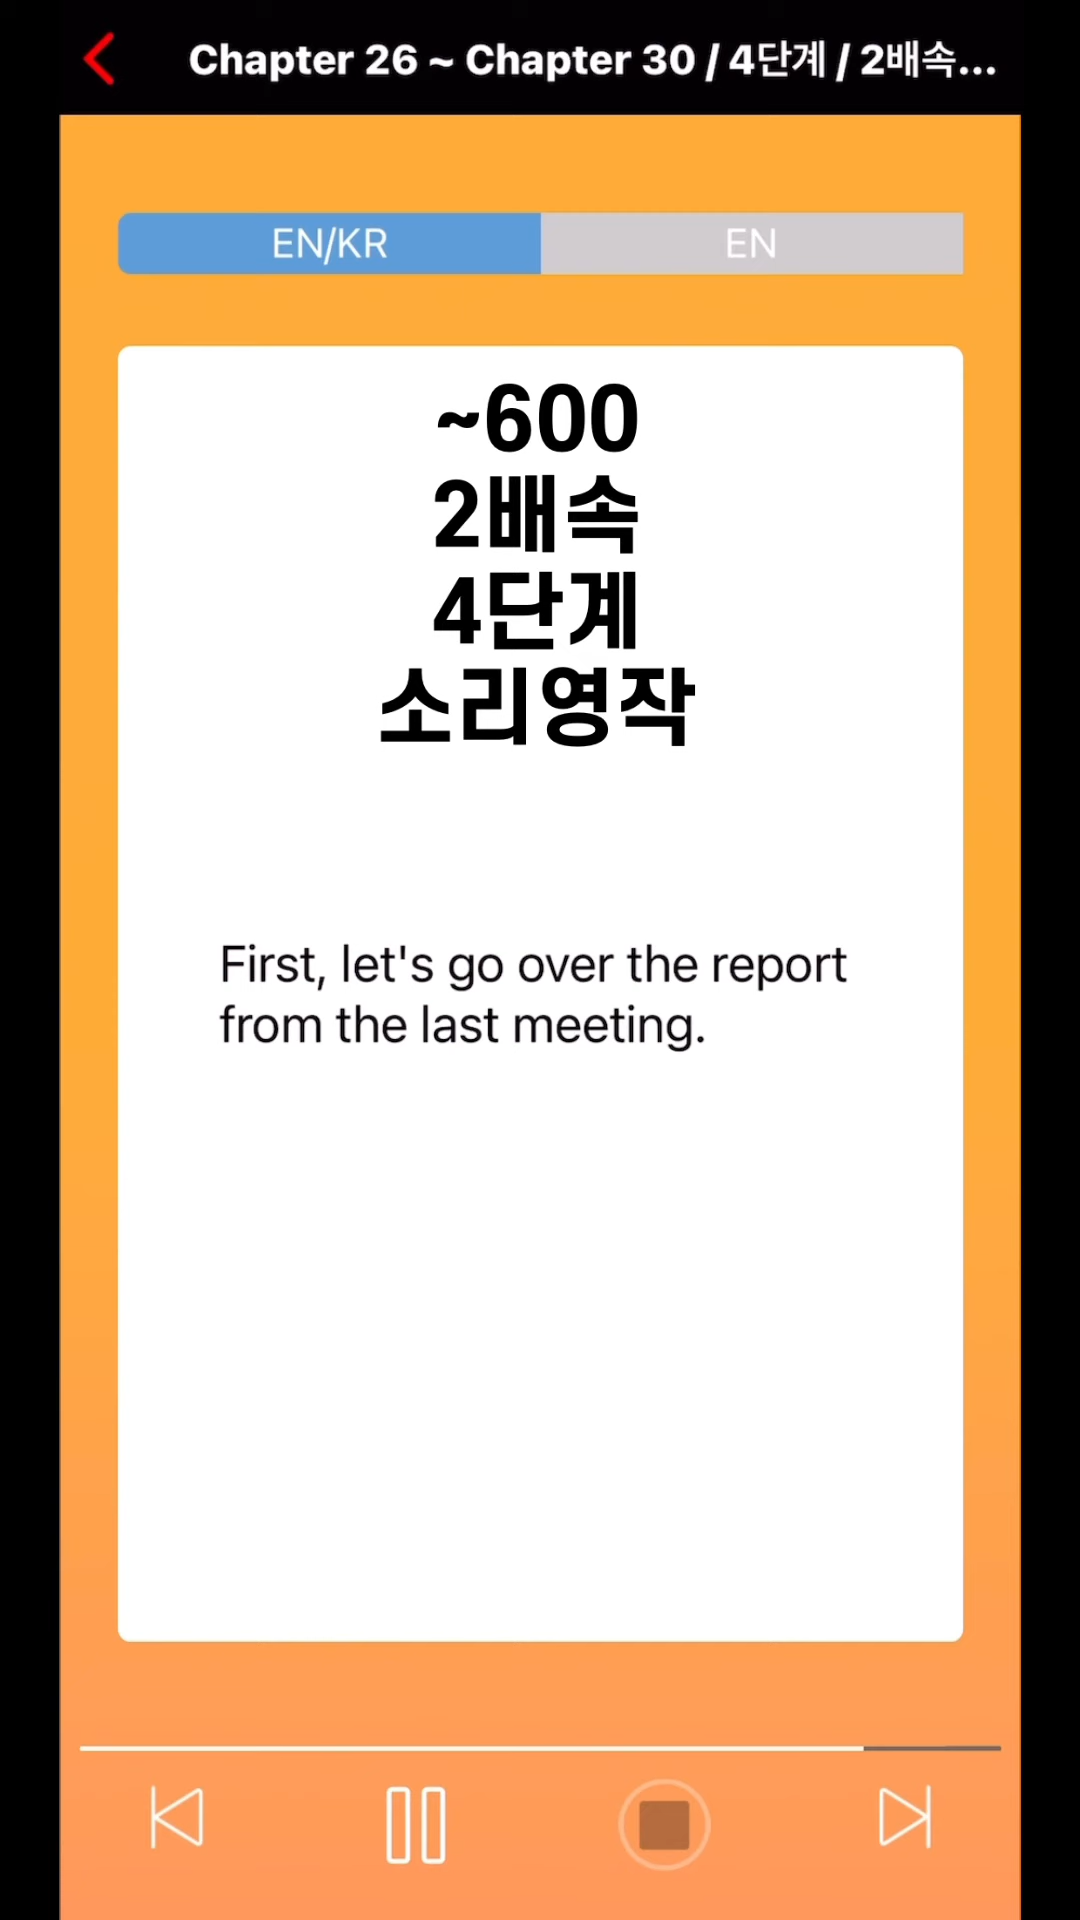 Chapter 26 ~ Chapter 30 / 4단계 / 2배속...
EN/KR
EN
~600
2배속
4단계
소리영작
First, let's go over the report
from the last meeting.